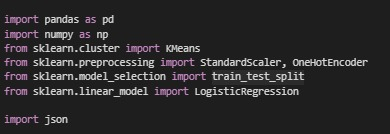 import pandas as pd
import numpy as np
from sklearn.cluster import KMeans
from sklearn.preprocessing import StandardScaler, OneHotEncoder
from sklearn.model_selection import train_test_split
from sklearn.linear_model import LogisticRegression
import json